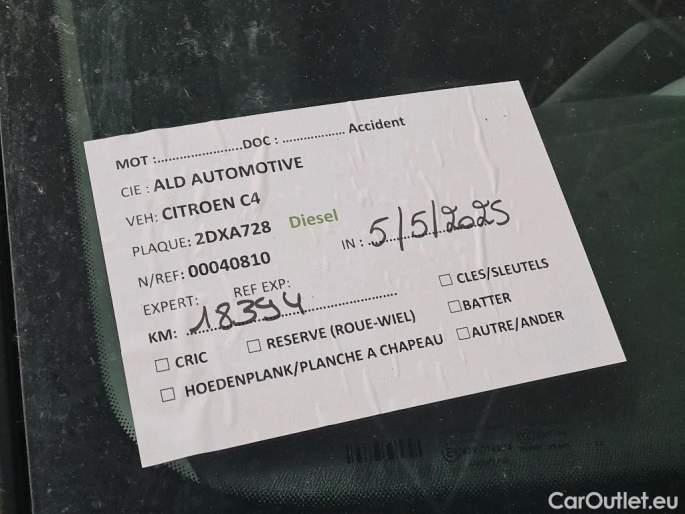 MOT :........................DOC : .................. Accident
CIE : ALD AUTOMOTIVE
VEH: CITROEN C4
PLAQUE: 2DXA728 Diesel
N/REF: 00040810 IN : 5/5/2025
EXPERT: REF EXP:
KM: 18394
☐ CRIC ☐ RESERVE (ROUE-WIEL)
☐ HOEDENPLANK/PLANCHE A CHAPEAU
☐ CLES/SLEUTELS
☐ BATTER
☐ AUTRE/ANDER
CarOutlet.eu